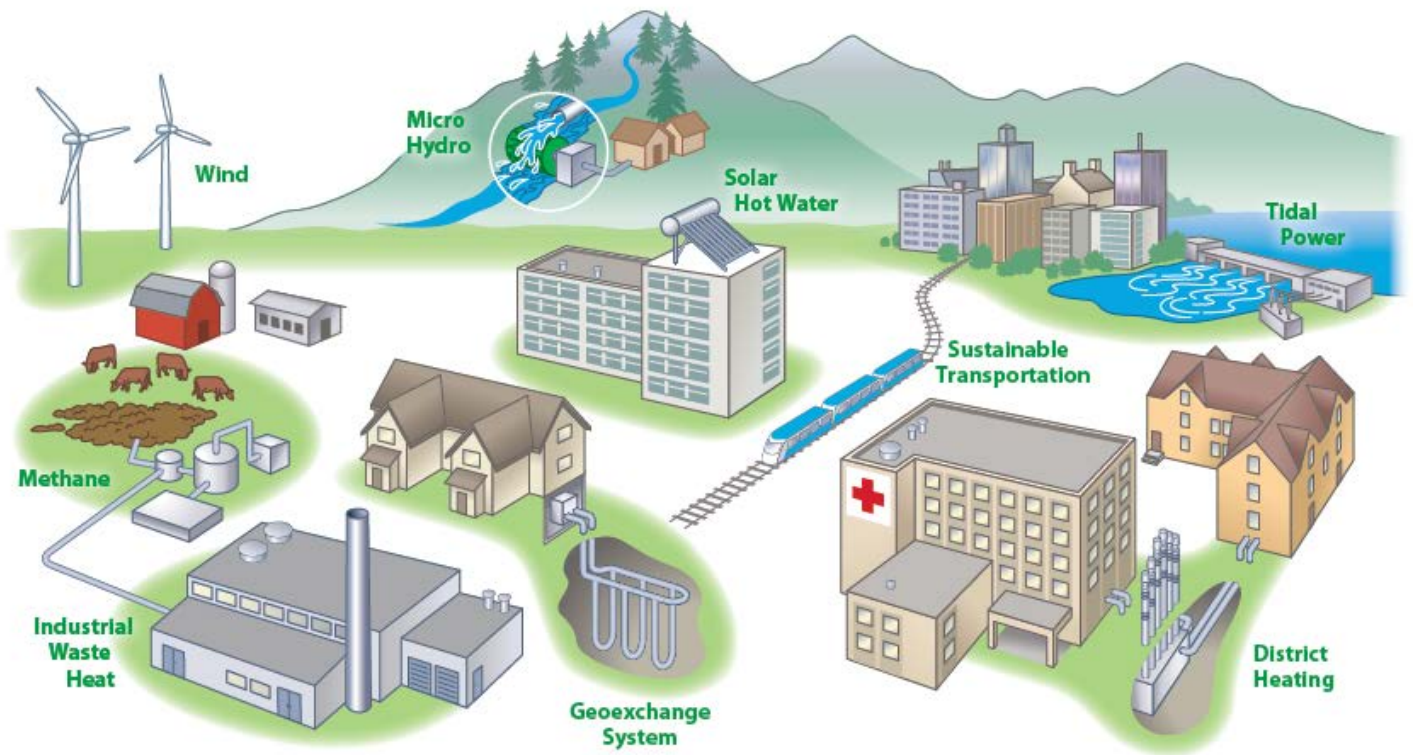 Micro
Hydro
Wind
Solar
Hot Water
Tidal
Power
Sustainable
Transportation
Methane
Industrial
Waste
Heat
Geoexchange
System
District
Heating